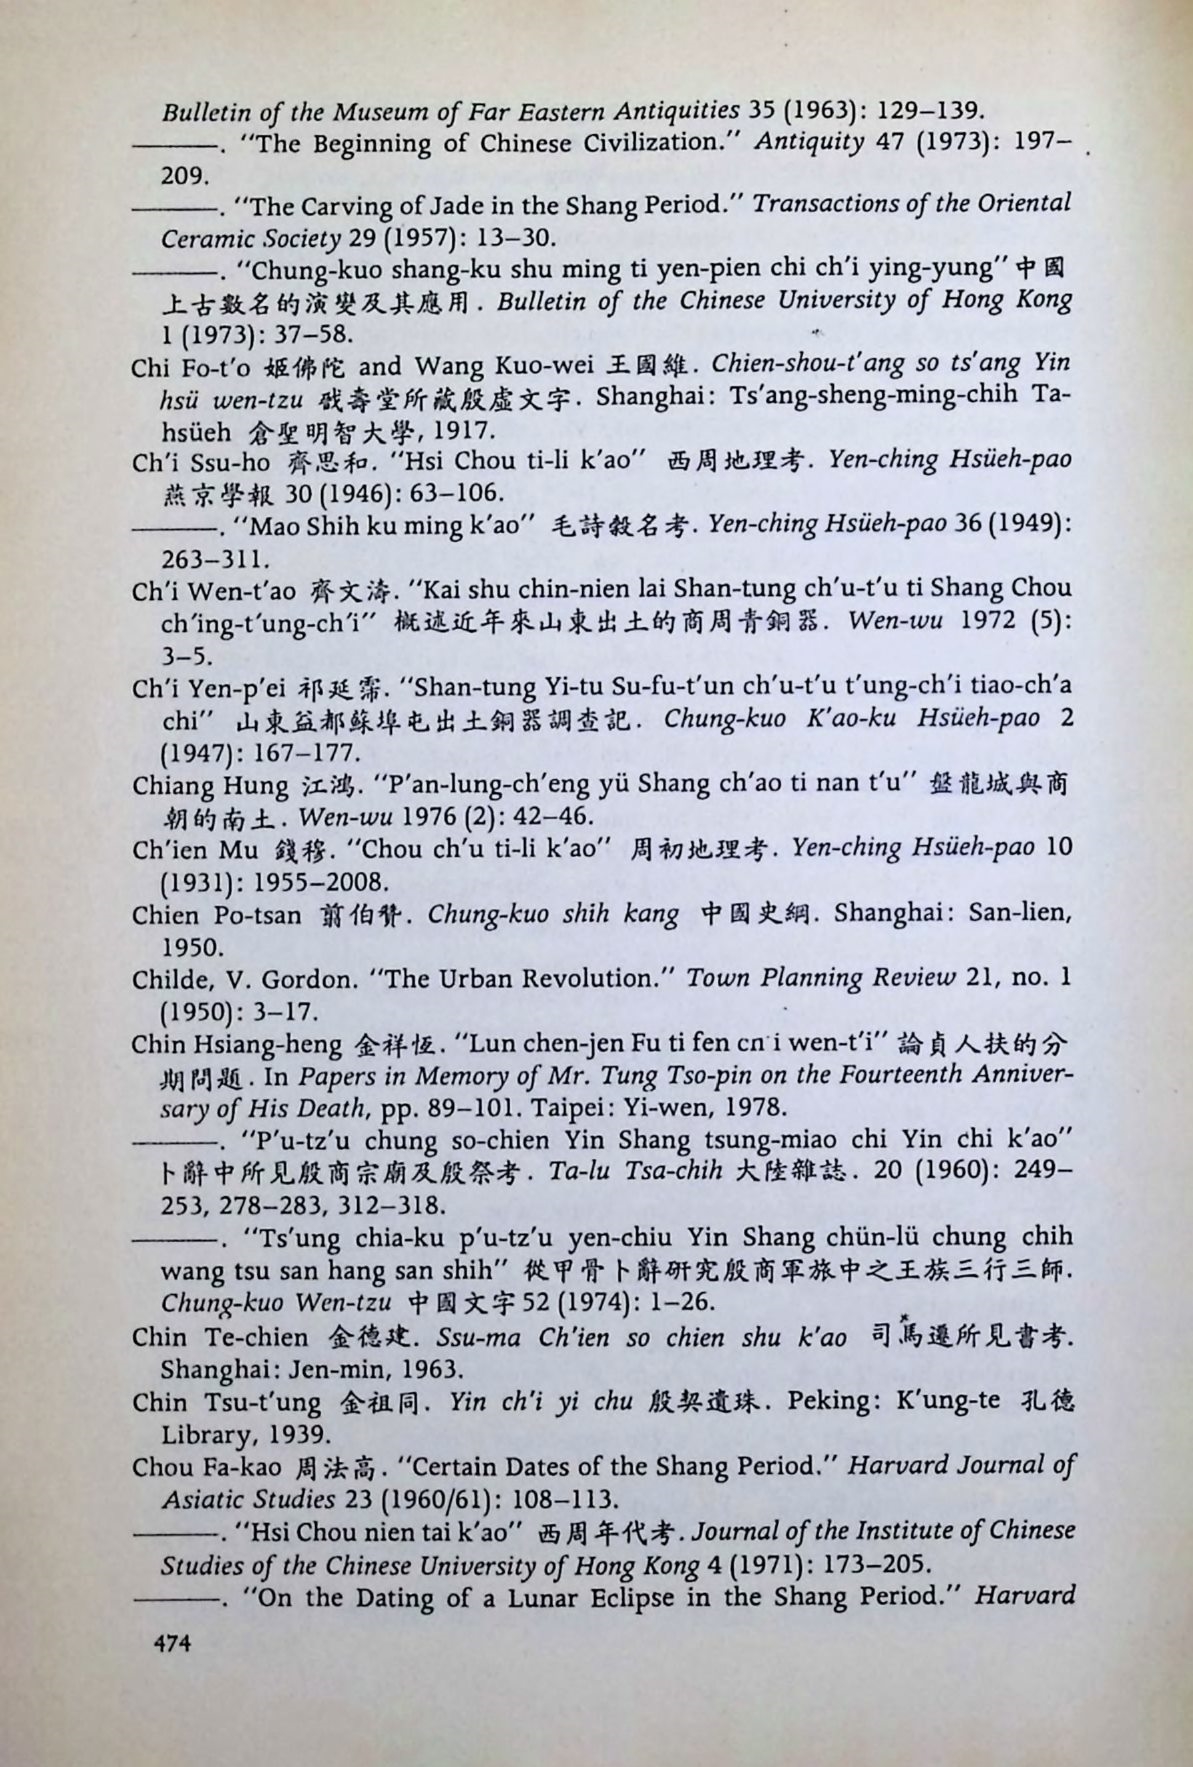 Bulletin of the Museum of Far Eastern Antiquities 35 (1963): 129–139.
———. "The Beginning of Chinese Civilization." Antiquity 47 (1973): 197–
209.
———. "The Carving of Jade in the Shang Period." Transactions of the Oriental
Ceramic Society 29 (1957): 13–30.
———. "Chung-kuo shang-ku shu ming ti yen-pien chi ch'i ying-yung" 中國
上古數名的演變及其應用. Bulletin of the Chinese University of Hong Kong
1 (1973): 37–58.
Chi Fo-t'o 姬佛陀 and Wang Kuo-wei 王國維. Chien-shou-t'ang so ts'ang Yin
hsü wen-tzu 戩壽堂所藏殷虛文字. Shanghai: Ts'ang-sheng-ming-chih Ta-
hsüeh 倉聖明智大學, 1917.
Ch'i Ssu-ho 齊思和. "Hsi Chou ti-li k'ao" 西周地理考. Yen-ching Hsüeh-pao
燕京學報 30 (1946): 63–106.
———. "Mao Shih ku ming k'ao" 毛詩穀名考. Yen-ching Hsüeh-pao 36 (1949):
263–311.
Ch'i Wen-t'ao 齊文濤. "Kai shu chin-nien lai Shan-tung ch'u-t'u ti Shang Chou
ch'ing-t'ung-ch'i" 概述近年來山東出土的商周青銅器. Wen-wu 1972 (5):
3–5.
Ch'i Yen-p'ei 祁延霈. "Shan-tung Yi-tu Su-fu-t'un ch'u-t'u t'ung-ch'i tiao-ch'a
chi" 山東益都蘇埠屯出土銅器調查記. Chung-kuo K'ao-ku Hsüeh-pao 2
(1947): 167–177.
Chiang Hung 江鴻. "P'an-lung-ch'eng yü Shang ch'ao ti nan t'u" 盤龍城與商
朝的南土. Wen-wu 1976 (2): 42–46.
Ch'ien Mu 錢穆. "Chou ch'u ti-li k'ao" 周初地理考. Yen-ching Hsüeh-pao 10
(1931): 1955–2008.
Chien Po-tsan 翦伯贊. Chung-kuo shih kang 中國史綱. Shanghai: San-lien,
1950.
Childe, V. Gordon. "The Urban Revolution." Town Planning Review 21, no. 1
(1950): 3–17.
Chin Hsiang-heng 金祥恆. "Lun chen-jen Fu ti fen ch'i wen-t'i" 論貞人扶的分
期問題. In Papers in Memory of Mr. Tung Tso-pin on the Fourteenth Anniver-
sary of His Death, pp. 89–101. Taipei: Yi-wen, 1978.
———. "P'u-tz'u chung so-chien Yin Shang tsung-miao chi Yin chi k'ao"
卜辭中所見殷商宗廟及殷祭考. Ta-lu Tsa-chih 大陸雜誌. 20 (1960): 249–
253, 278–283, 312–318.
———. "Ts'ung chia-ku p'u-tz'u yen-chiu Yin Shang chün-lü chung chih
wang tsu san hang san shih" 從甲骨卜辭研究殷商軍旅中之王族三行三師.
Chung-kuo Wen-tzu 中國文字 52 (1974): 1–26.
Chin Te-chien 金德建. Ssu-ma Ch'ien so chien shu k'ao 司馬遷所見書考.
Shanghai: Jen-min, 1963.
Chin Tsu-t'ung 金祖同. Yin ch'i yi chu 殷契遺珠. Peking: K'ung-te 孔德
Library, 1939.
Chou Fa-kao 周法高. "Certain Dates of the Shang Period." Harvard Journal of
Asiatic Studies 23 (1960/61): 108–113.
———. "Hsi Chou nien tai k'ao" 西周年代考. Journal of the Institute of Chinese
Studies of the Chinese University of Hong Kong 4 (1971): 173–205.
———. "On the Dating of a Lunar Eclipse in the Shang Period." Harvard
474